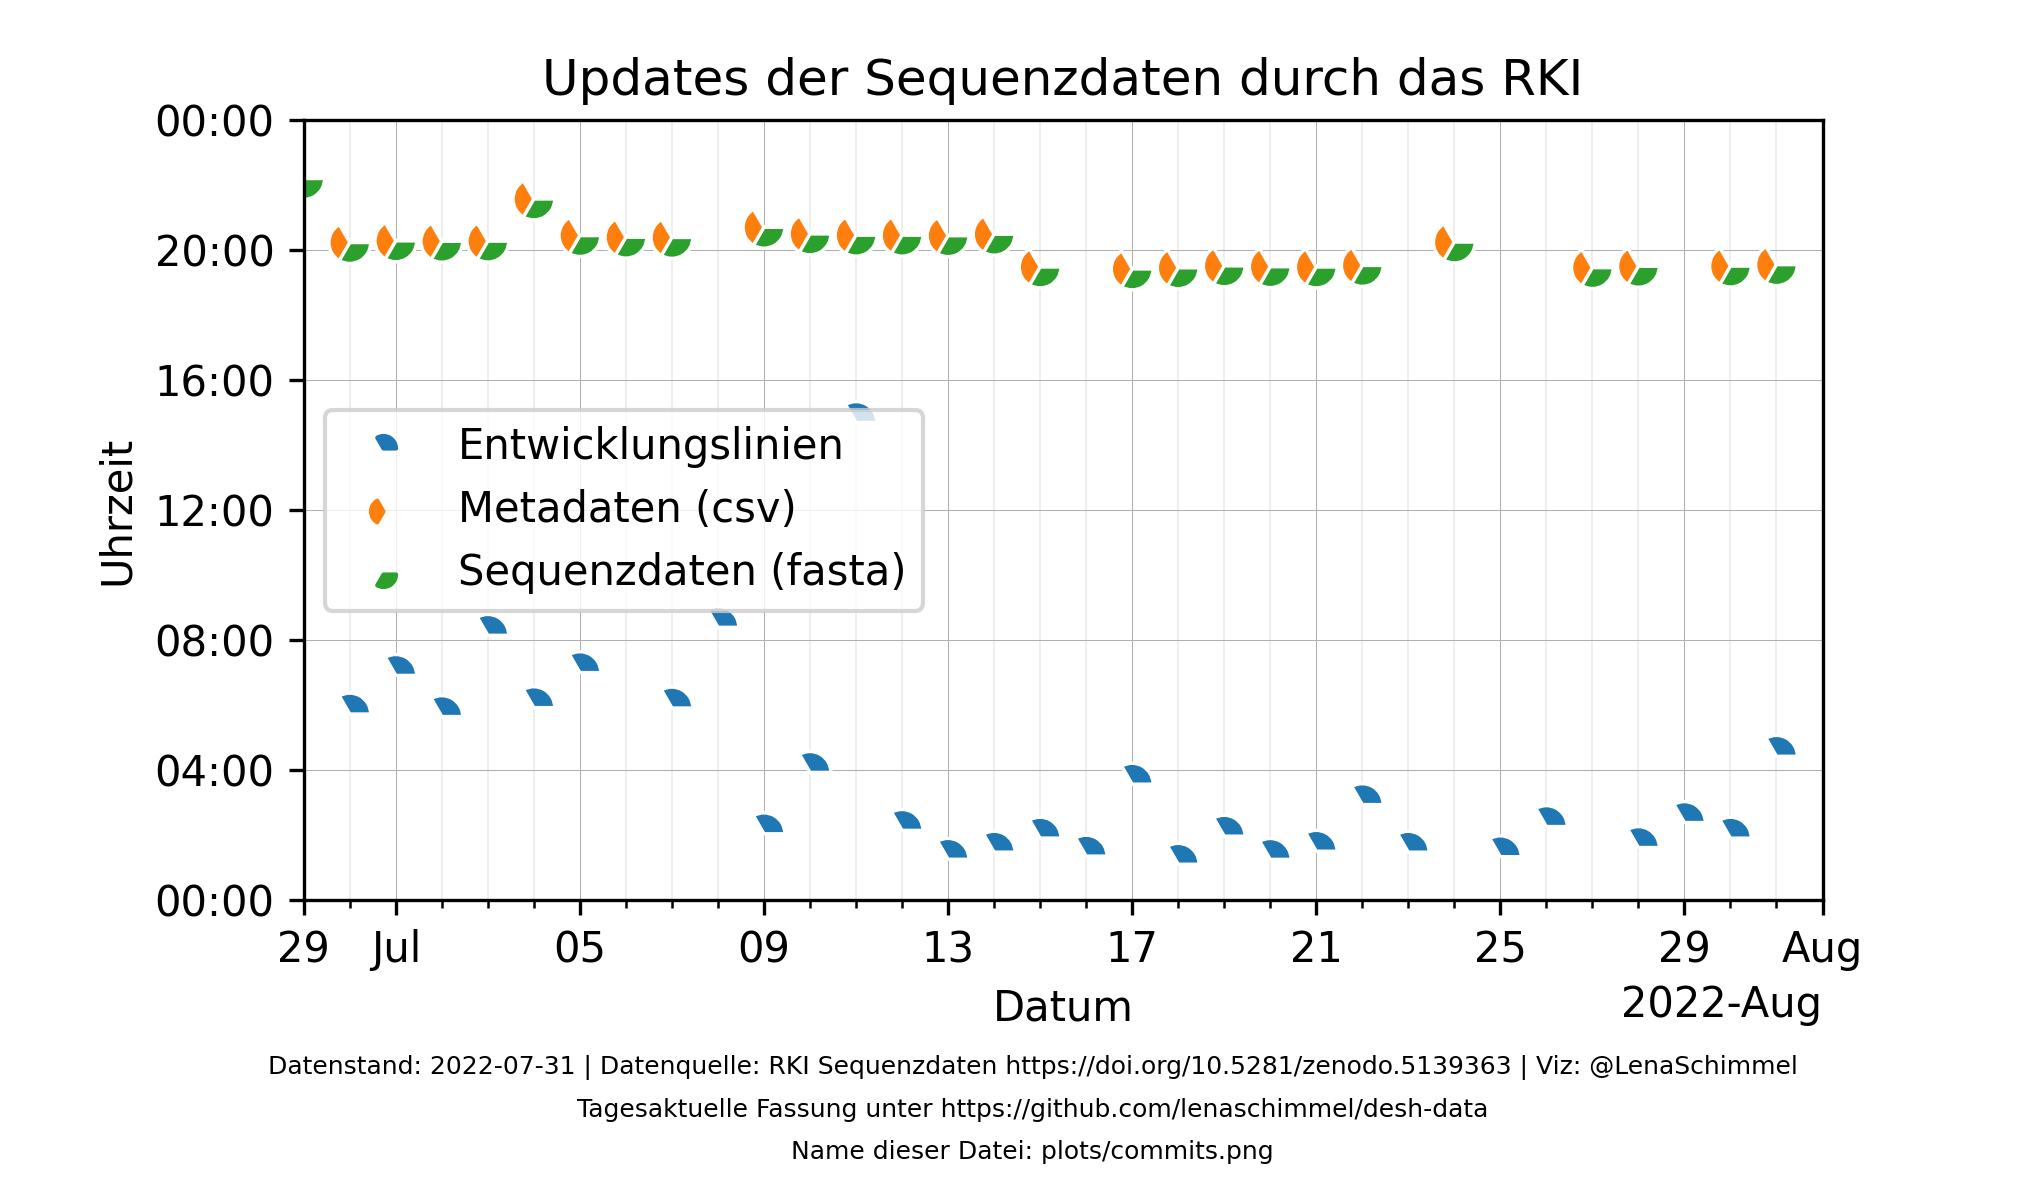 Updates der Sequenzdaten durch das RKI
00:00
20:00
16:00
12:00
08:00
04:00
00:00
Uhrzeit
Entwicklungslinien
Metadaten (csv)
Sequenzdaten (fasta)
29 Jul 05 09 13 17 21 25 29 Aug
Datum
2022-Aug
Datenstand: 2022-07-31 | Datenquelle: RKI Sequenzdaten https://doi.org/10.5281/zenodo.5139363 | Viz: @LenaSchimmel
Tagesaktuelle Fassung unter https://github.com/lenaschimmel/desh-data
Name dieser Datei: plots/commits.png